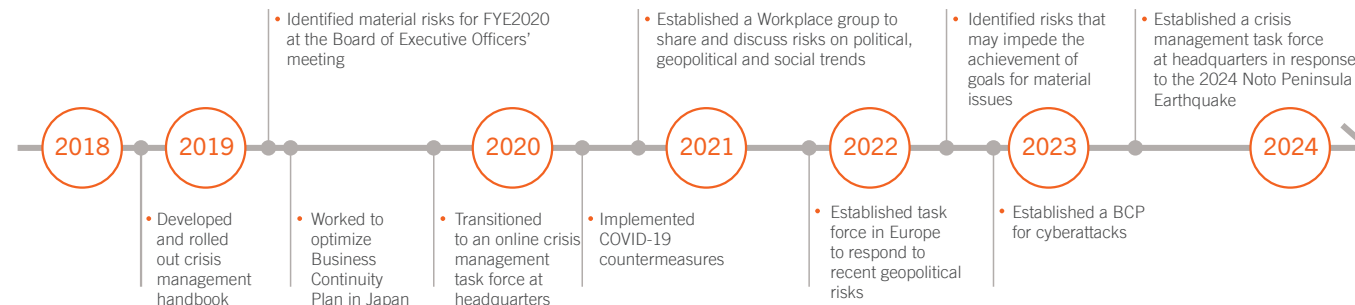 • Identified material risks for FYE2020
at the Board of Executive Officers'
meeting
• Established a Workplace group to
share and discuss risks on political,
geopolitical and social trends
• Identified risks that
may impede the
achievement of
goals for material
issues
• Established a crisis
management task force
at headquarters in response
to the 2024 Noto Peninsula
Earthquake
2018
2019
2020
2021
2022
2023
2024
• Developed
and rolled
out crisis
management
handbook
• Worked to
optimize
Business
Continuity
Plan in Japan
• Transitioned
to an online crisis
management
task force at
headquarters
• Implemented
COVID-19
countermeasures
• Established task
force in Europe
to respond to
recent geopolitical
risks
• Established a BCP
for cyberattacks